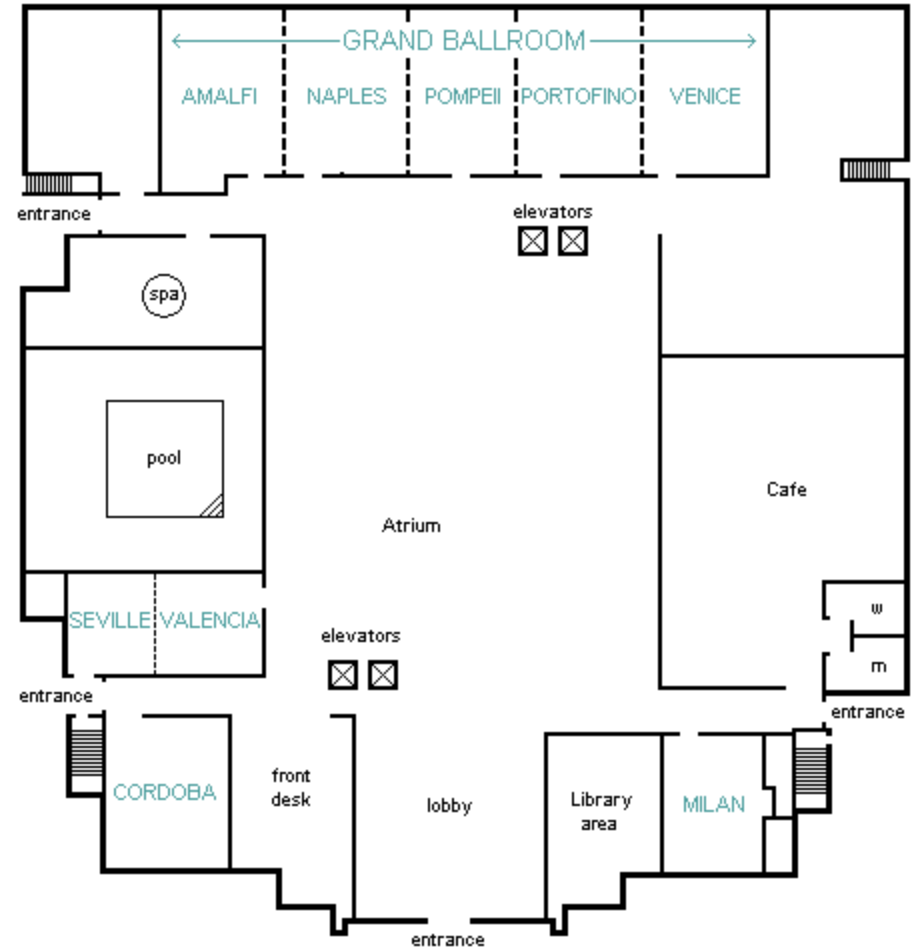 GRAND BALLROOM
AMALFI
NAPLES
POMPEII
PORTOFINO
VENICE
entrance
elevators
spa
pool
Cafe
Atrium
SEVILLE
VALENCIA
elevators
w
m
entrance
entrance
CORDOBA
front
desk
lobby
Library
area
MILAN
entrance